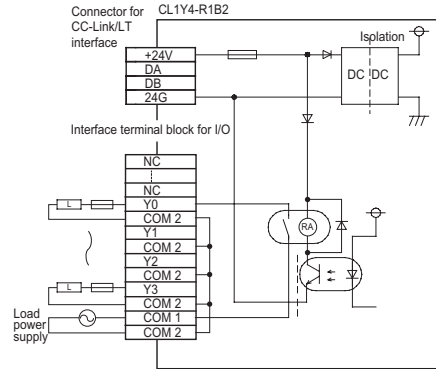 Connector for CC-Link/LT interface
CL1Y4-R1B2
+24V
DA
DB
24G
Isolation
DC DC
Interface terminal block for I/O
NC
NC
Y0
COM 2
Y1
COM 2
Y2
COM 2
Y3
COM 2
COM 1
COM 2
L
L
RA
Load power supply